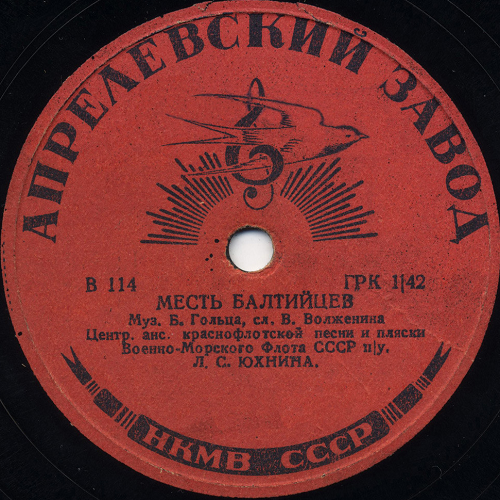 АПРЕЛЕВСКИЙ ЗАВОД
В 114
ГРК 1|42
МЕСТЬ БАЛТИЙЦЕВ
Муз. Б. Гольца, сл. В. Волженина
Центр. анс. краснофлотской песни и пляски
Военно-Морского Флота СССР п|у.
Л. С. ЮХНИНА.
НКМВ СССР